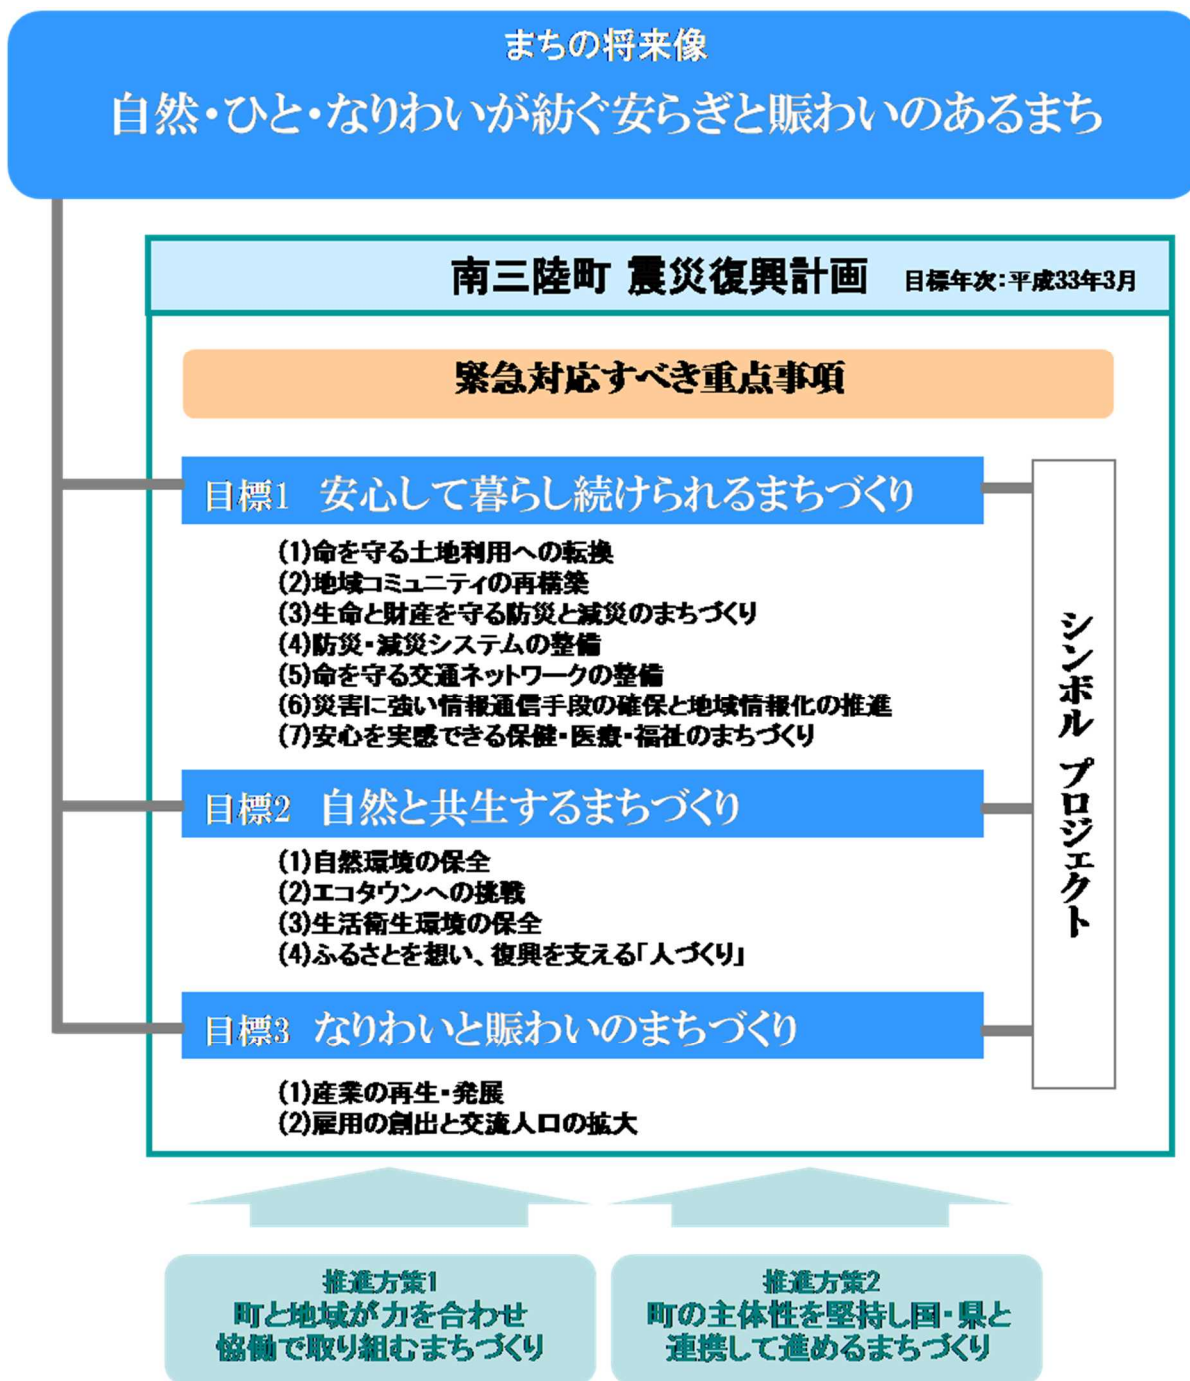 まちの将来像
自然・ひと・なりわいが紡ぐ安らぎと賑わいのあるまち
南三陸町 震災復興計画 目標年次：平成33年3月
緊急対応すべき重点事項
目標1 安心して暮らし続けられるまちづくり
(1)命を守る土地利用への転換
(2)地域コミュニティの再構築
(3)生命と財産を守る防災と減災のまちづくり
(4)防災・減災システムの整備
(5)命を守る交通ネットワークの整備
(6)災害に強い情報通信手段の確保と地域情報化の推進
(7)安心を実感できる保健・医療・福祉のまちづくり
目標2 自然と共生するまちづくり
(1)自然環境の保全
(2)エコタウンへの挑戦
(3)生活衛生環境の保全
(4)ふるさとを想い、復興を支える「人づくり」
目標3 なりわいと賑わいのまちづくり
(1)産業の再生・発展
(2)雇用の創出と交流人口の拡大
シンボル プロジェクト
推進方策1
町と地域が力を合わせ
協働で取り組むまちづくり
推進方策2
町の主体性を堅持し国・県と
連携して進めるまちづくり